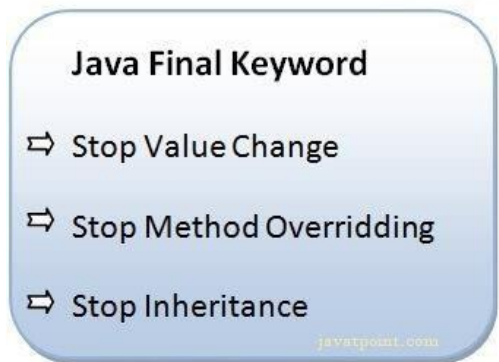 Java Final Keyword
⇨ Stop Value Change
⇨ Stop Method Overridding
⇨ Stop Inheritance
javatpoint.com